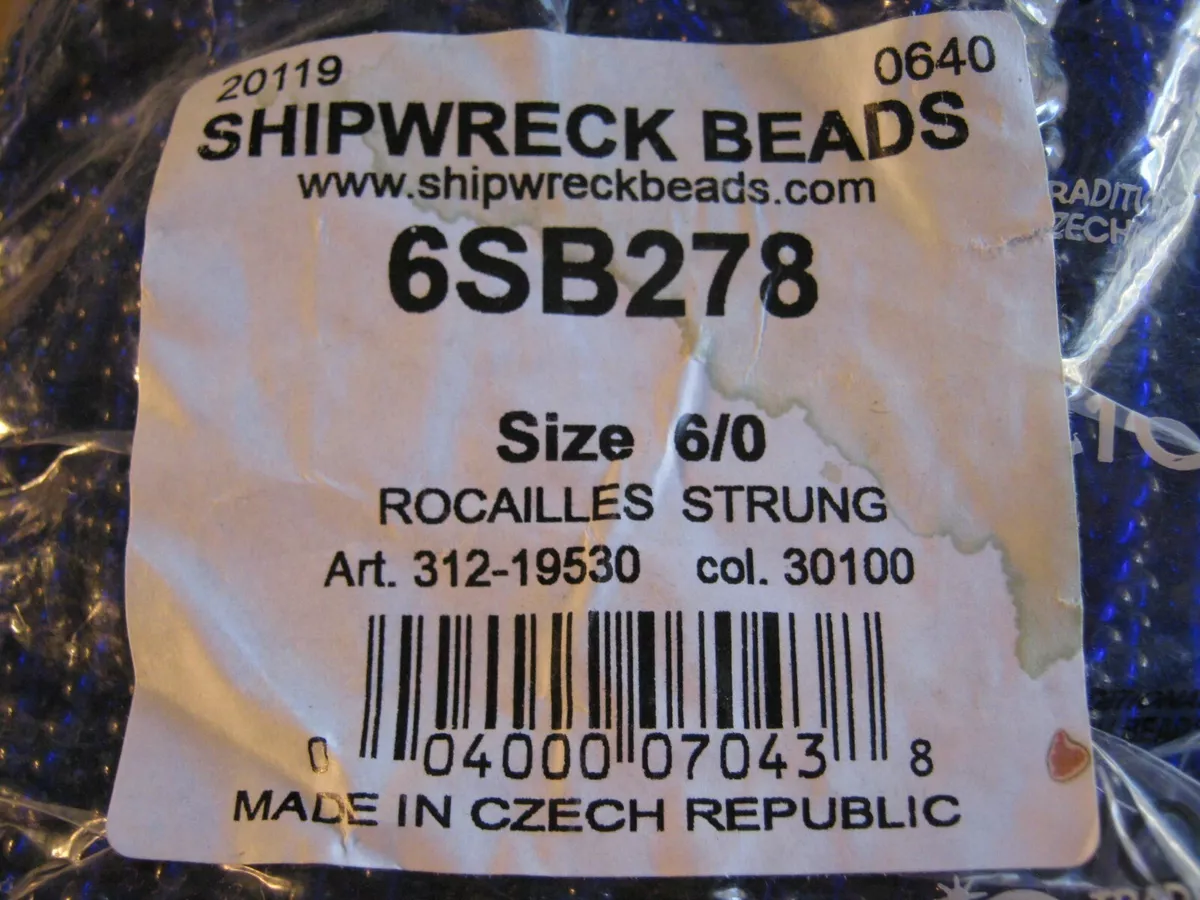 20119 0640
SHIPWRECK BEADS
www.shipwreckbeads.com
6SB278
Size 6/0
ROCAILLES STRUNG
Art. 312-19530 col. 30100
0 04000 07043 8
MADE IN CZECH REPUBLIC